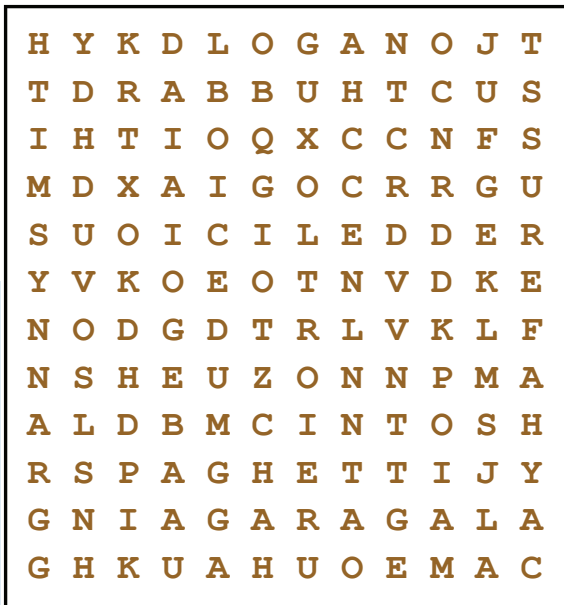 H Y K D L O G A N O J T
T D R A B B U H T C U S
I H T I O Q X C C N F S
M D X A I G O C R R G U
S U O I C I L E D D E R
Y V K O E O T N V D K E
N O D G D T R L V K L F
N S H E U Z O N N P M A
A L D B M C I N T O S H
R S P A G H E T T I J Y
G N I A G A R A G A L A
G H K U A H U O E M A C